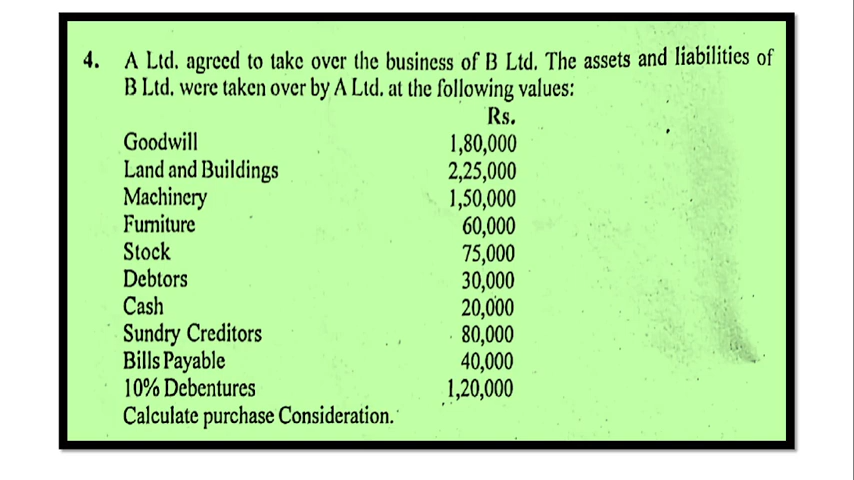 4. A Ltd. agreed to take over the business of B Ltd. The assets and liabilities of
B Ltd. were taken over by A Ltd. at the following values:
Rs.
Goodwill 1,80,000
Land and Buildings 2,25,000
Machinery 1,50,000
Furniture 60,000
Stock 75,000
Debtors 30,000
Cash 20,000
Sundry Creditors 80,000
Bills Payable 40,000
10% Debentures 1,20,000
Calculate purchase Consideration.